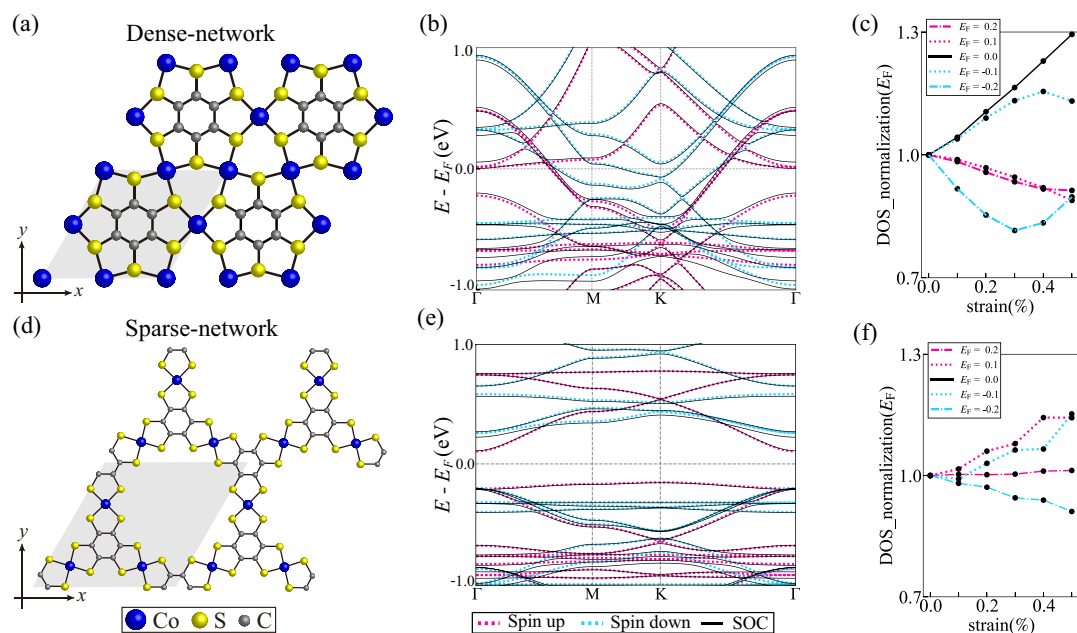 (a)
Dense-network
y
x
(b)
E - E_F (eV)
1.0
0.0
-1.0
Γ M K Γ
(c)
DOS_normalization(E_F)
1.3
1.0
0.7
E_F = 0.2
E_F = 0.1
E_F = 0.0
E_F = -0.1
E_F = -0.2
0.0 0.2 0.4
strain(%)
(d)
Sparse-network
y
x
Co S C
(e)
E - E_F (eV)
1.0
0.0
-1.0
Γ M K Γ
Spin up Spin down SOC
(f)
DOS_normalization(E_F)
1.3
1.0
0.7
E_F = 0.2
E_F = 0.1
E_F = 0.0
E_F = -0.1
E_F = -0.2
0.0 0.2 0.4
strain(%)